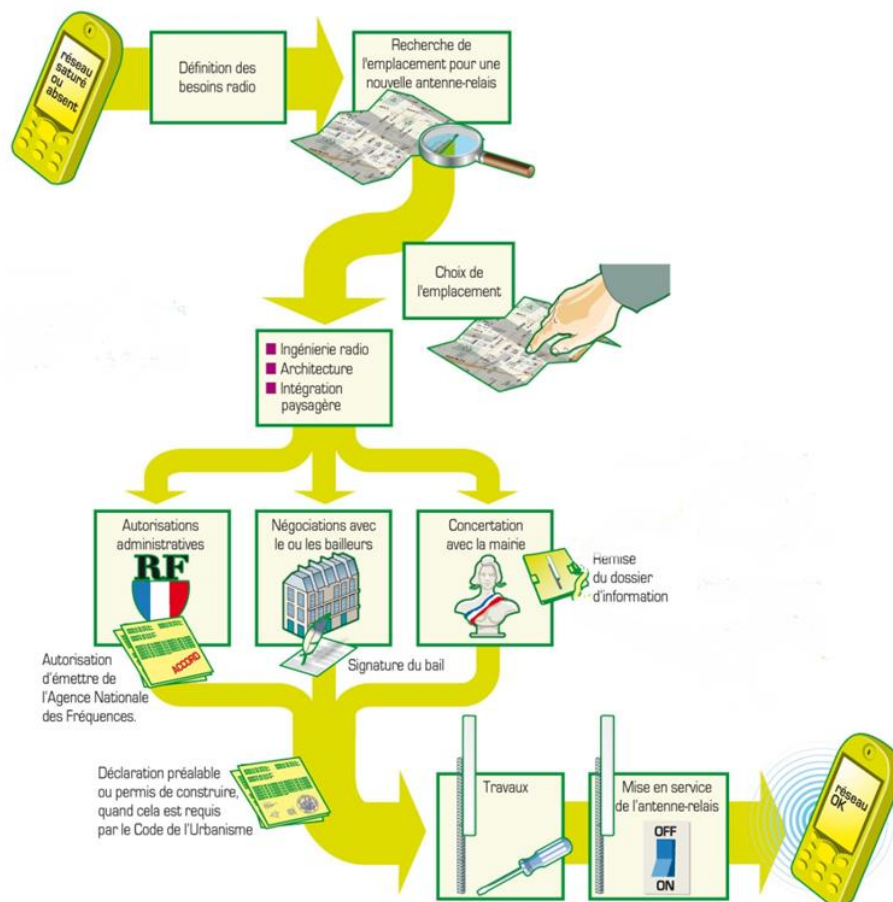 réseau
saturé
ou
absent
Définition des
besoins radio
Recherche de
l'emplacement pour une
nouvelle antenne-relais
Choix de
l'emplacement
Ingénierie radio
Architecture
Intégration
paysagère
Autorisations
administratives
RF
ACCORD
Autorisation
d'émettre de
l'Agence Nationale
des Fréquences.
Négociations avec
le ou les bailleurs
Signature du bail
Concertation
avec la mairie
Remise
du dossier
d'information
Déclaration préalable
ou permis de construire,
quand cela est requis
par le Code de l'Urbanisme
Travaux
Mise en service
de l'antenne-relais
OFF
ON
réseau
OK